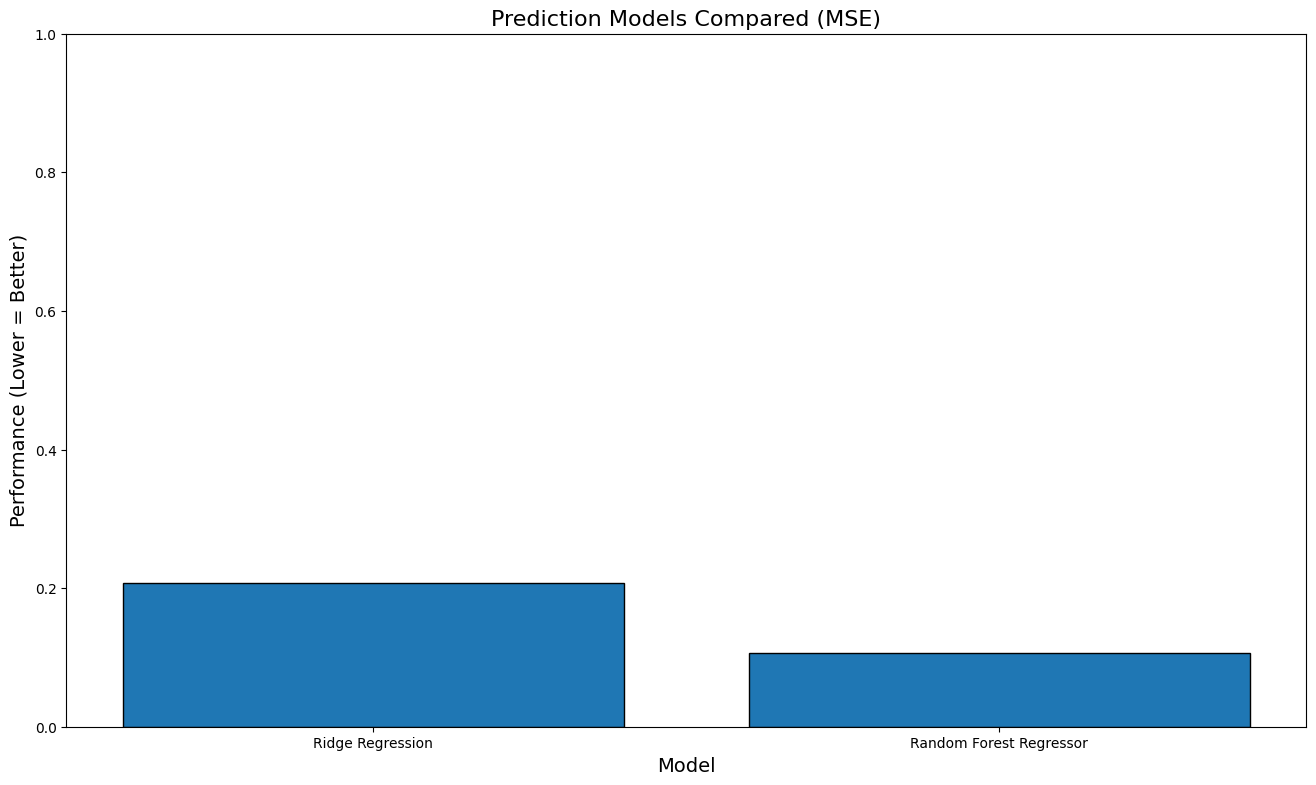 Prediction Models Compared (MSE)
Performance (Lower = Better)
1.0
0.8
0.6
0.4
0.2
0.0
Ridge Regression
Random Forest Regressor
Model